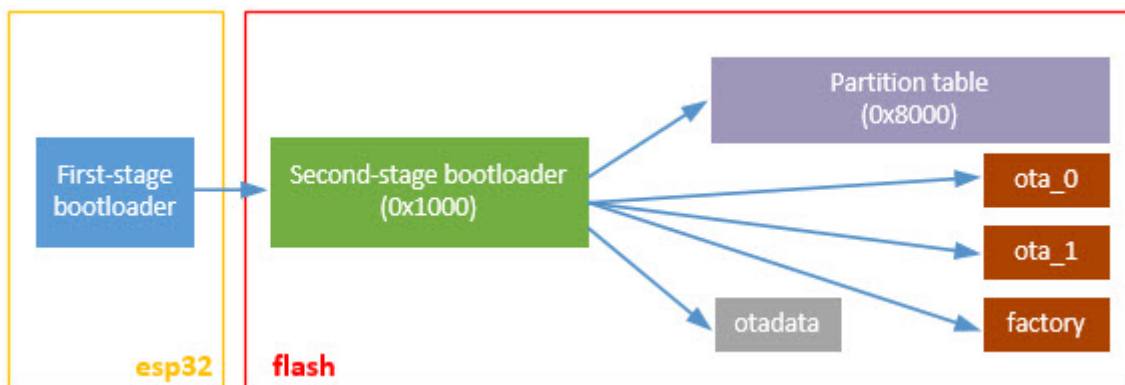 First-stage
bootloader
esp32
Second-stage bootloader
(0x1000)
Partition table
(0x8000)
ota_0
ota_1
otadata
factory
flash